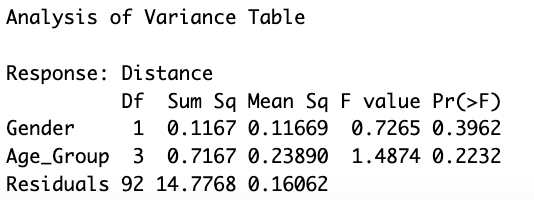 Analysis of Variance Table
Response: Distance
Df Sum Sq Mean Sq F value Pr(>F)
Gender 1 0.1167 0.11669 0.7265 0.3962
Age_Group 3 0.7167 0.23890 1.4874 0.2232
Residuals 92 14.7768 0.16062